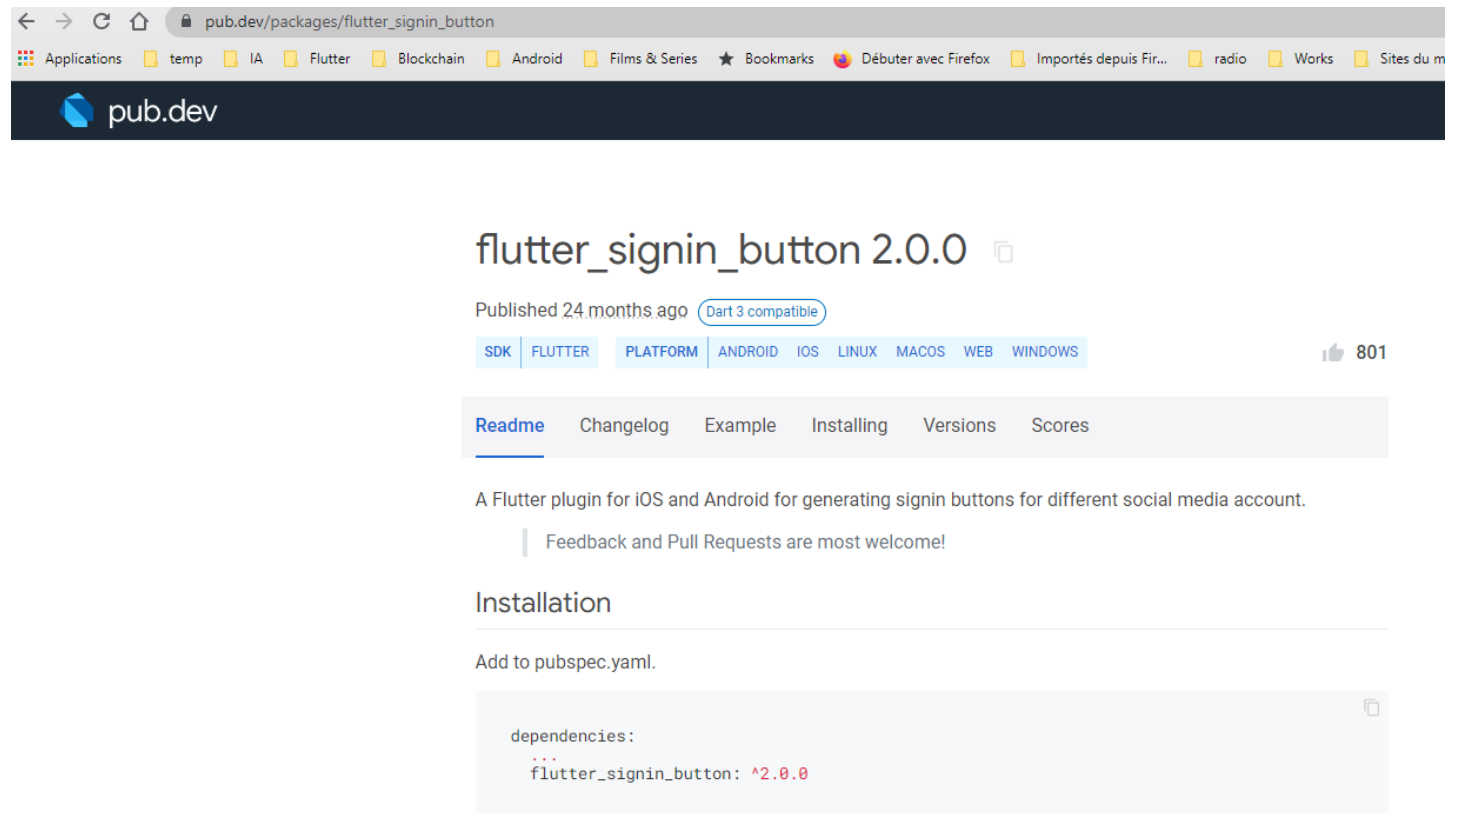 pub.dev/packages/flutter_signin_button
Applications temp IA Flutter Blockchain Android Films & Series Bookmarks Débuter avec Firefox Importés depuis Fir... radio Works Sites du m
pub.dev
flutter_signin_button 2.0.0
Published 24 months ago Dart 3 compatible
SDK FLUTTER PLATFORM ANDROID IOS LINUX MACOS WEB WINDOWS 801
Readme Changelog Example Installing Versions Scores
A Flutter plugin for iOS and Android for generating signin buttons for different social media account.
Feedback and Pull Requests are most welcome!
Installation
Add to pubspec.yaml.
dependencies:
...
flutter_signin_button: ^2.0.0